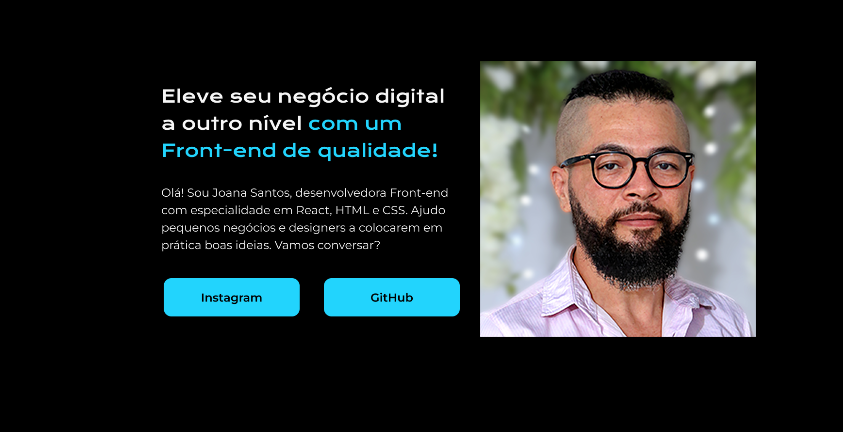 Eleve seu negócio digital
a outro nível com um
Front-end de qualidade!
Olá! Sou Joana Santos, desenvolvedora Front-end
com especialidade em React, HTML e CSS. Ajudo
pequenos negócios e designers a colocarem em
prática boas ideias. Vamos conversar?
Instagram
GitHub